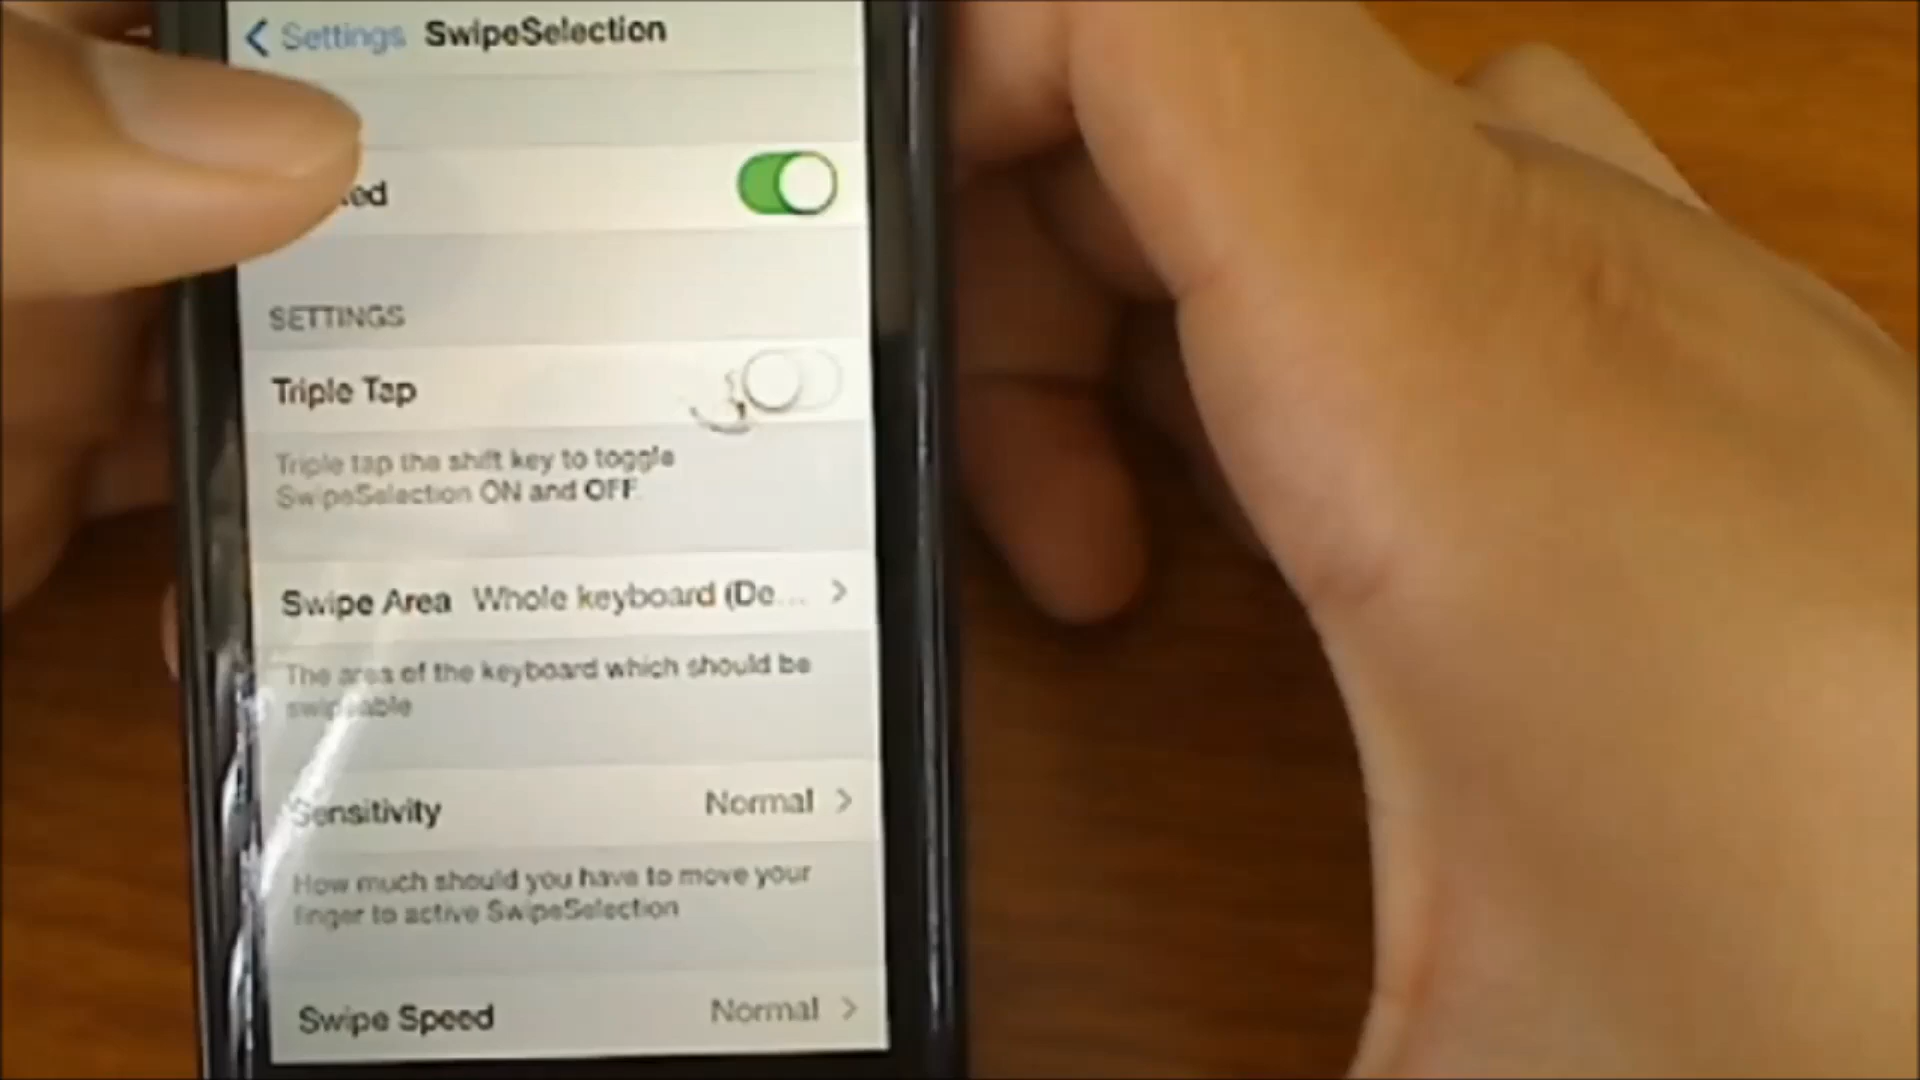 Settings SwipeSelection
SETTINGS
Triple Tap
Triple tap the shift key to toggle
SwipeSelection ON and OFF
Swipe Area Whole keyboard (De...
The area of the keyboard which should be
swipeable
Sensitivity Normal
How much should you have to move your
finger to active SwipeSelection
Swipe Speed Normal